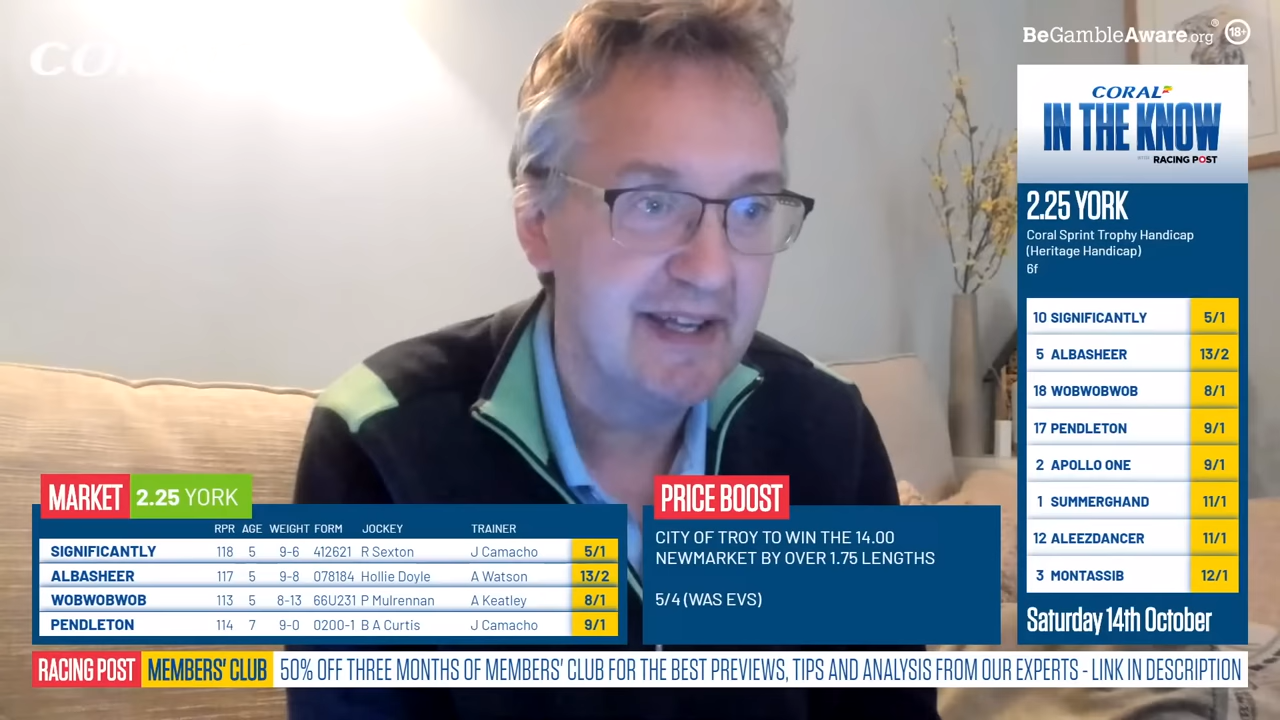 CORAL
BeGambleAware.org® 18+
CORAL
IN THE KNOW
WITH RACING POST
2.25 YORK
Coral Sprint Trophy Handicap
(Heritage Handicap)
6f
10 SIGNIFICANTLY 5/1
5 ALBASHEER 13/2
18 WOBWOBWOB 8/1
17 PENDLETON 9/1
2 APOLLO ONE 9/1
1 SUMMERGHAND 11/1
12 ALEEZDANCER 11/1
3 MONTASSIB 12/1
Saturday 14th October
MARKET 2.25 YORK
RPR AGE WEIGHT FORM JOCKEY TRAINER
SIGNIFICANTLY 118 5 9-6 412621 R Sexton J Camacho 5/1
ALBASHEER 117 5 9-8 078184 Hollie Doyle A Watson 13/2
WOBWOBWOB 113 5 8-13 66U231 P Mulrennan A Keatley 8/1
PENDLETON 114 7 9-0 0200-1 B A Curtis J Camacho 9/1
PRICE BOOST
CITY OF TROY TO WIN THE 14.00
NEWMARKET BY OVER 1.75 LENGTHS
5/4 (WAS EVS)
RACING POST MEMBERS' CLUB 50% OFF THREE MONTHS OF MEMBERS' CLUB FOR THE BEST PREVIEWS, TIPS AND ANALYSIS FROM OUR EXPERTS - LINK IN DESCRIPTION